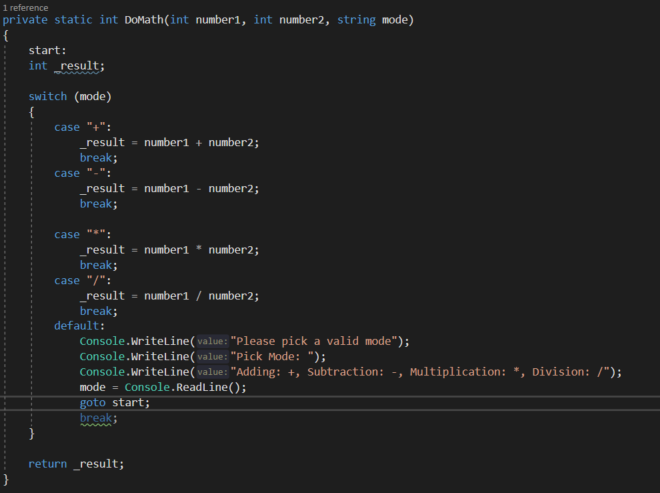 1 reference
private static int DoMath(int number1, int number2, string mode)
{
    start:
    int _result;

    switch (mode)
    {
        case "+":
            _result = number1 + number2;
            break;
        case "-":
            _result = number1 - number2;
            break;

        case "*":
            _result = number1 * number2;
            break;
        case "/":
            _result = number1 / number2;
            break;
        default:
            Console.WriteLine(value: "Please pick a valid mode");
            Console.WriteLine(value: "Pick Mode: ");
            Console.WriteLine(value: "Adding: +, Subtraction: -, Multiplication: *, Division: /");
            mode = Console.ReadLine();
            goto start;
            break;
    }

    return _result;
}